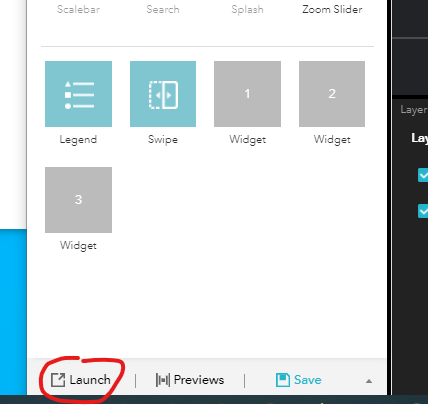 Scalebar Search Splash Zoom Slider
Layer
Lay
1 2
Legend Swipe Widget Widget
3
Widget
Launch | Previews | Save